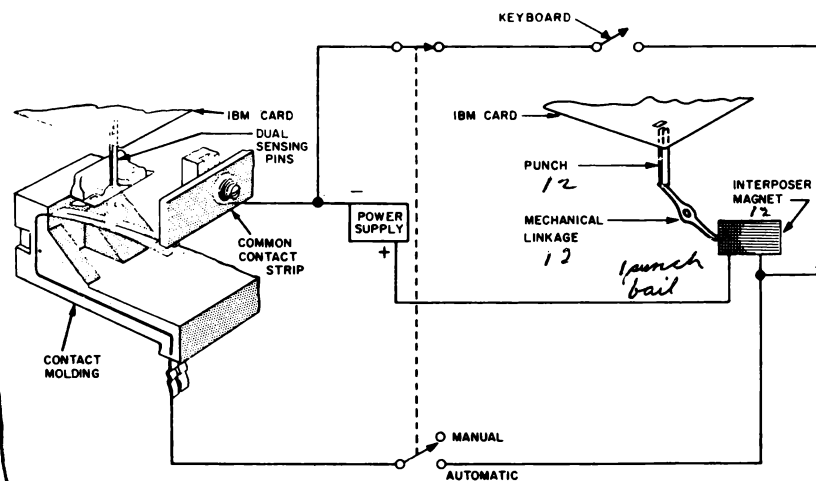 KEYBOARD
IBM CARD
DUAL
SENSING
PINS
IBM CARD
PUNCH
12
INTERPOSER
MAGNET
12
MECHANICAL
LINKAGE
12
−
POWER
SUPPLY
+
COMMON
CONTACT
STRIP
1 punch
bail
CONTACT
MOLDING
MANUAL
AUTOMATIC